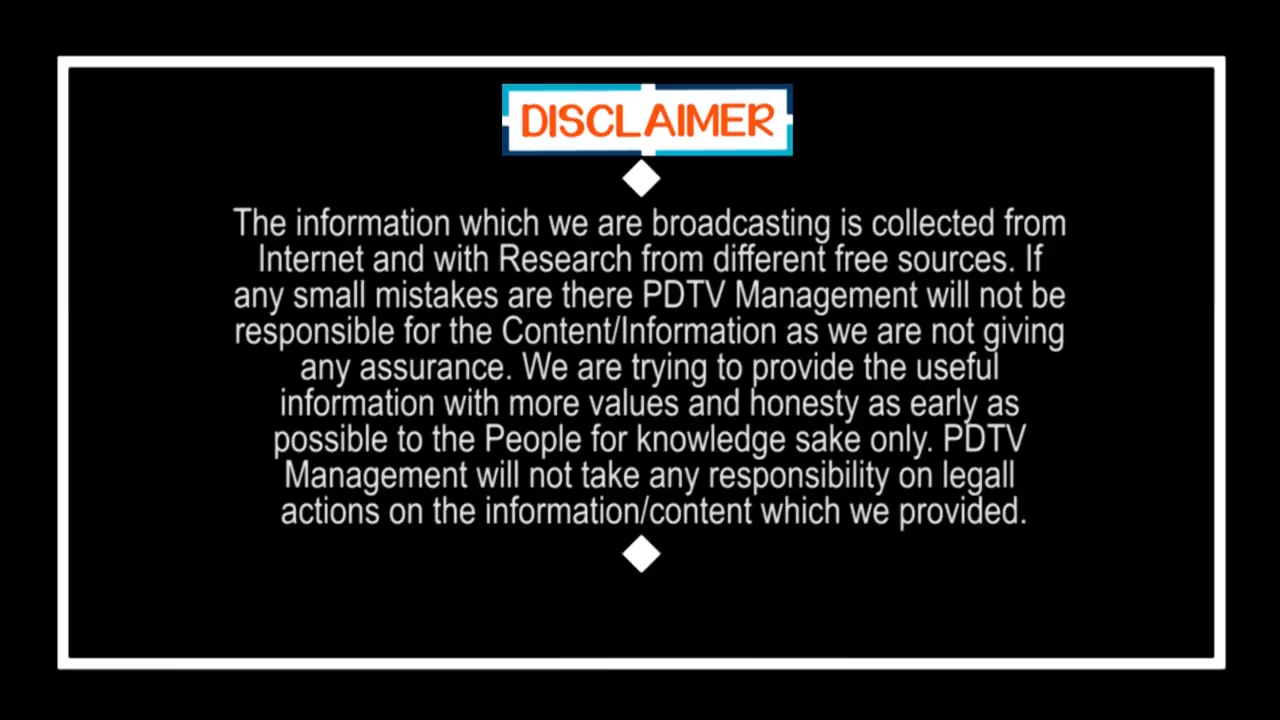 DISCLAIMER
The information which we are broadcasting is collected from
Internet and with Research from different free sources. If
any small mistakes are there PDTV Management will not be
responsible for the Content/Information as we are not giving
any assurance. We are trying to provide the useful
information with more values and honesty as early as
possible to the People for knowledge sake only. PDTV
Management will not take any responsibility on legall
actions on the information/content which we provided.